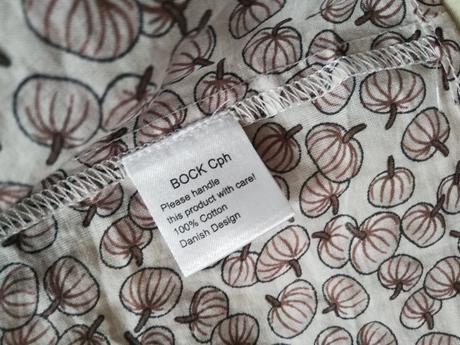 BOCK Cph
Please handle
this product with care!
100% Cotton
Danish Design